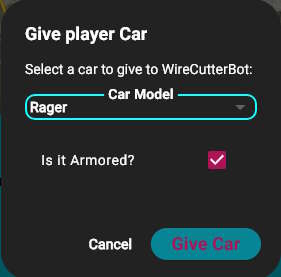 Give player Car
Select a car to give to WireCutterBot:
Car Model
Rager
Is it Armored?
Cancel
Give Car